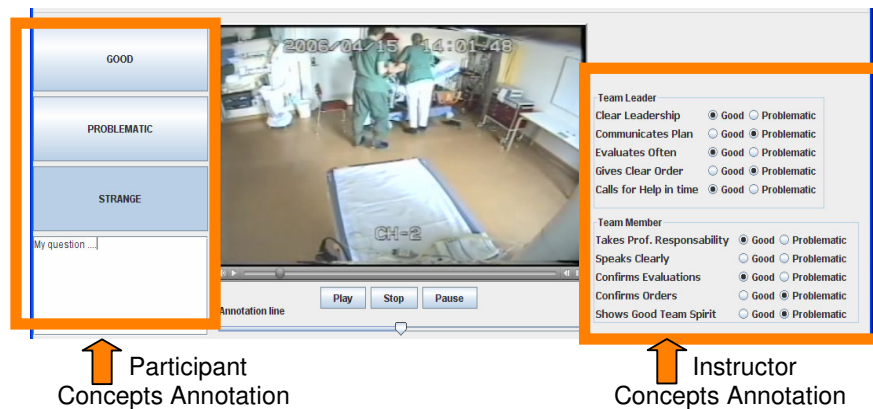 GOOD
PROBLEMATIC
STRANGE
My question ....
2006/04/15 14:01:48
CH-2
Play Stop Pause
Annotation line
Team Leader
Clear Leadership Good Problematic
Communicates Plan Good Problematic
Evaluates Often Good Problematic
Gives Clear Order Good Problematic
Calls for Help in time Good Problematic
Team Member
Takes Prof. Responsability Good Problematic
Speaks Clearly Good Problematic
Confirms Evaluations Good Problematic
Confirms Orders Good Problematic
Shows Good Team Spirit Good Problematic
Participant
Concepts Annotation
Instructor
Concepts Annotation